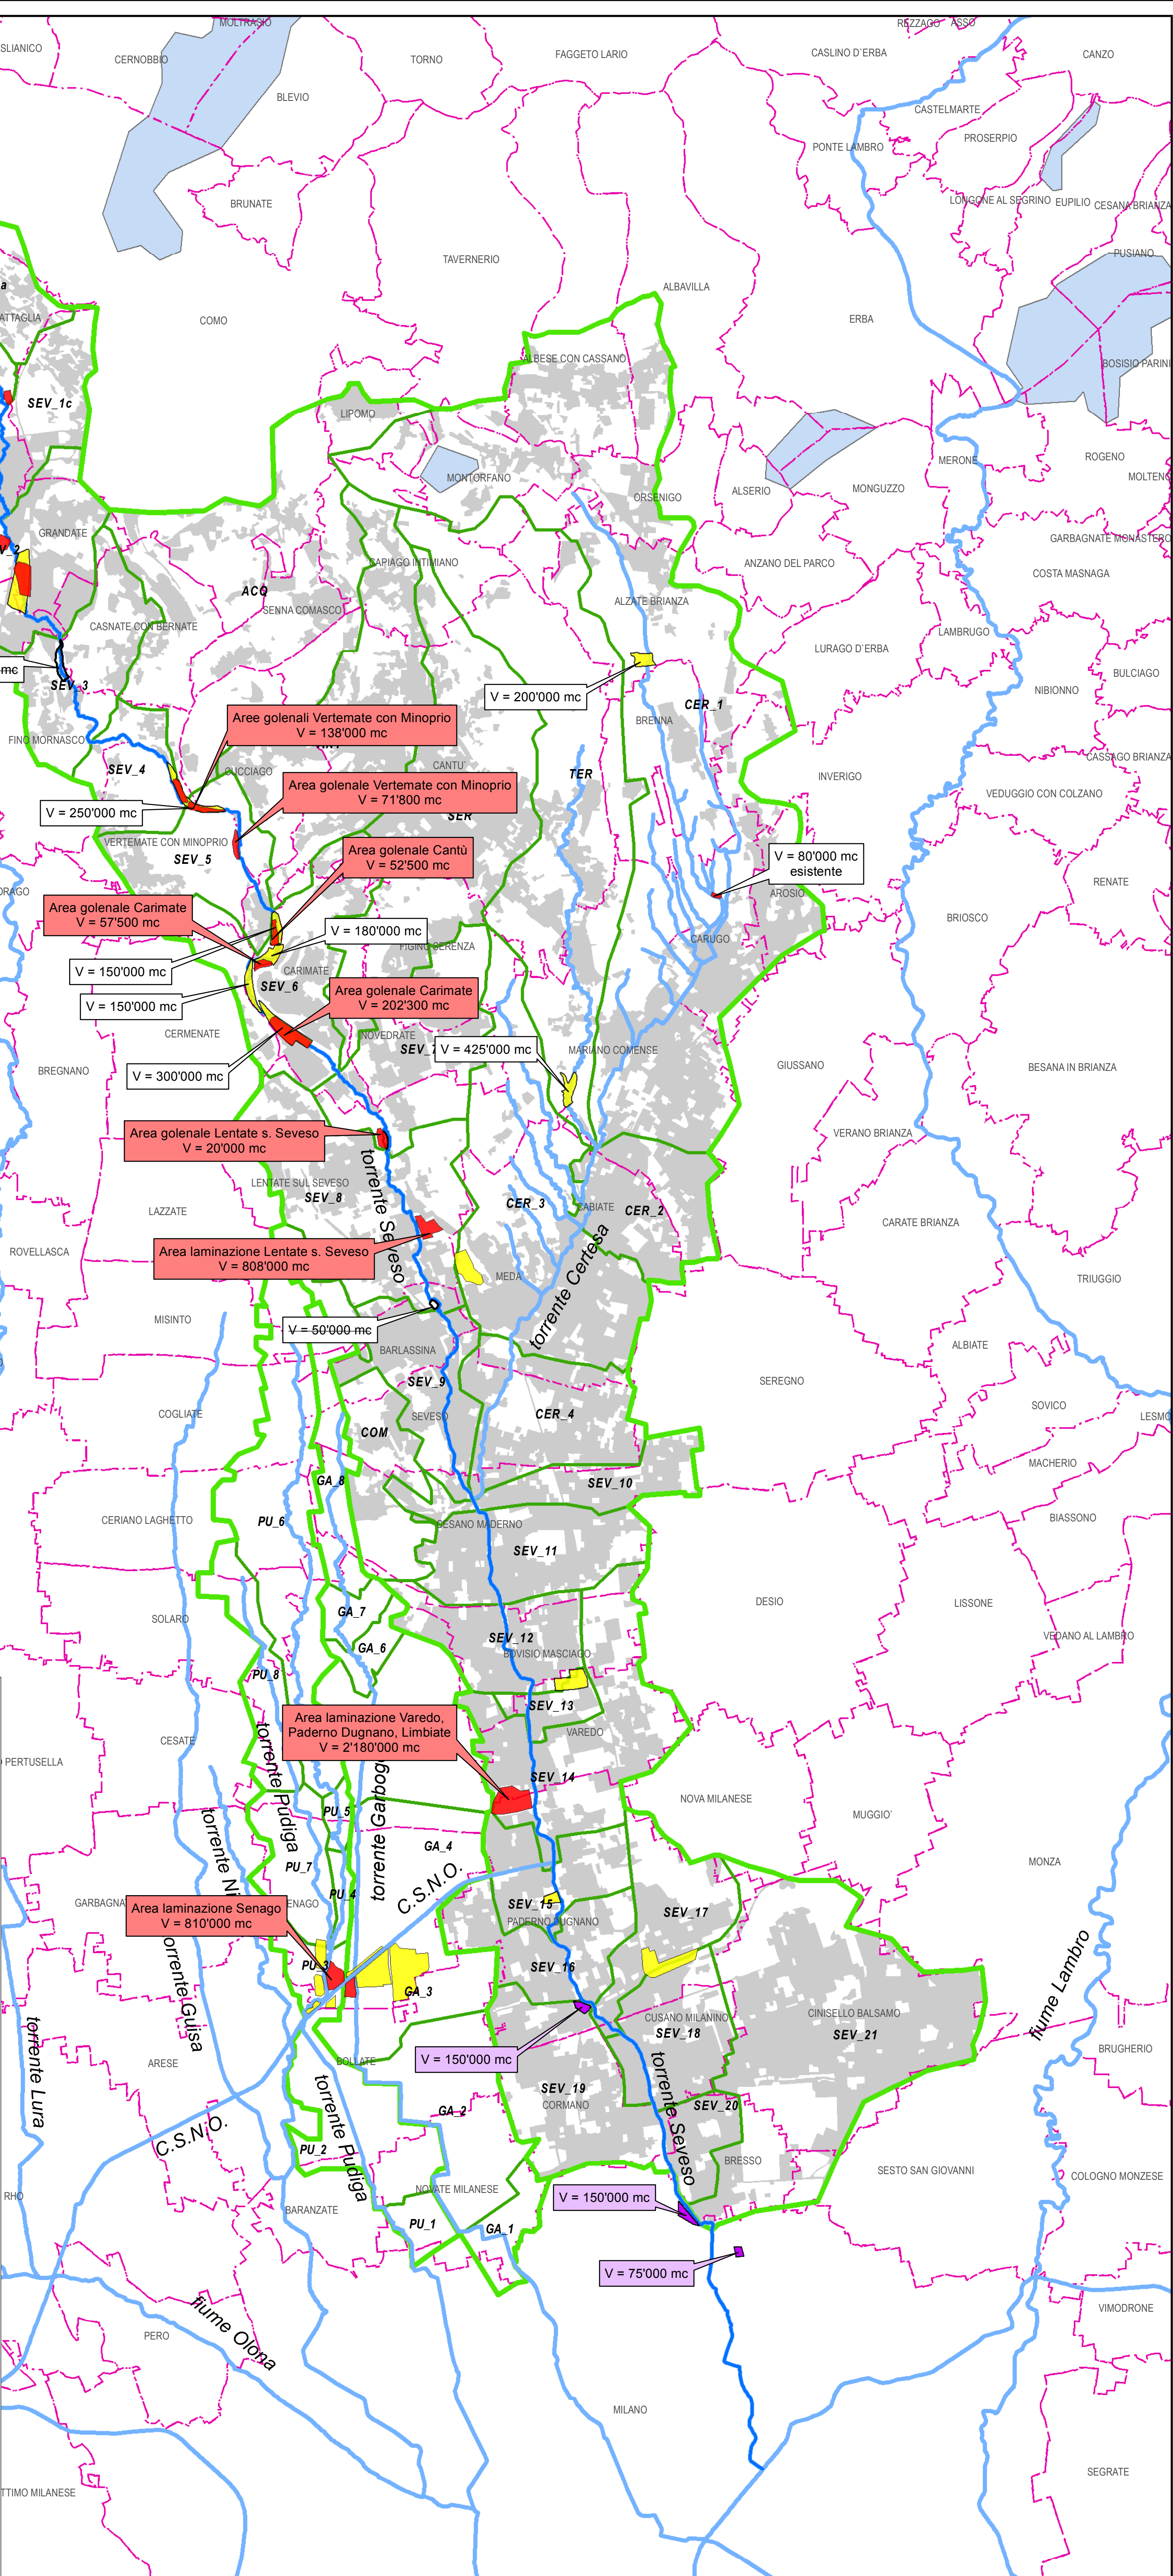 REZZAGO
ASSO
MOLTRASIO
SLIANICO
CERNOBBIO
TORNO
FAGGETO LARIO
CASLINO D`ERBA
CANZO
BLEVIO
CASTELMARTE
PROSERPIO
PONTE LAMBRO
BRUNATE
LONGONE AL SEGRINO
EUPILIO
CESANA BRIANZA
TAVERNERIO
PUSIANO
ALBAVILLA
a
ATTAGLIA
COMO
ERBA
ALBESE CON CASSANO
BOSISIO PARINI
SEV_1c
LIPOMO
MERONE
ROGENO
MONTORFANO
MOLTENO
ORSENIGO
ALSERIO
MONGUZZO
GRANDATE
GARBAGNATE MONASTERO
CAPIAGO INTIMIANO
ANZANO DEL PARCO
COSTA MASNAGA
ACQ
SENNA COMASCO
ALZATE BRIANZA
CASNATE CON BERNATE
LAMBRUGO
LURAGO D`ERBA
mc
SEV_3
BULCIAGO
NIBIONNO
V = 200'000 mc
CER_1
BRENNA
Aree golenali Vertemate con Minoprio
V = 138'000 mc
FINO MORNASCO
CASSAGO BRIANZA
SEV_4
CUCCIAGO
CANTU`
TER
INVERIGO
Area golenale Vertemate con Minoprio
V = 71'800 mc
VEDUGGIO CON COLZANO
V = 250'000 mc
SER
VERTEMATE CON MINOPRIO
SEV_5
Area golenale Cantù
V = 52'500 mc
V = 80'000 mc
esistente
RENATE
AROSIO
Area golenale Carimate
V = 57'500 mc
BRIOSCO
V = 180'000 mc
CARUGO
FIGINO SERENZA
V = 150'000 mc
CARIMATE
SEV_6
Area golenale Carimate
V = 202'300 mc
V = 150'000 mc
CERMENATE
NOVEDRATE
V = 425'000 mc
MARIANO COMENSE
GIUSSANO
BESANA IN BRIANZA
BREGNANO
V = 300'000 mc
Area golenale Lentate s. Seveso
V = 20'000 mc
VERANO BRIANZA
torrente Seveso
LENTATE SUL SEVESO
SEV_8
CER_3
CABIATE
CER_2
LAZZATE
CARATE BRIANZA
ROVELLASCA
Area laminazione Lentate s. Seveso
V = 808'000 mc
MEDA
torrente Certesa
TRIUGGIO
MISINTO
V = 50'000 mc
BARLASSINA
ALBIATE
SEV_9
SEREGNO
COGLIATE
SEVESO
CER_4
SOVICO
LESMO
COM
MACHERIO
GA_8
SEV_10
CERIANO LAGHETTO
PU_6
CESANO MADERNO
BIASSONO
SEV_11
DESIO
LISSONE
GA_7
SOLARO
GA_6
SEV_12
BOVISIO MASCIAGO
VEDANO AL LAMBRO
PU_8
SEV_13
Area laminazione Varedo,
Paderno Dugnano, Limbiate
V = 2'180'000 mc
VAREDO
CESATE
PERTUSELLA
torrente Pudiga
SEV_14
torrente Garbog
NOVA MILANESE
PU_5
MUGGIO`
GA_4
PU_7
MONZA
torrente Ni
C.S.N.O.
PU_4
GARBAGNA
ENAGO
Area laminazione Senago
V = 810'000 mc
SEV_15
PADERNO DUGNANO
SEV_17
PU_3
SEV_16
GA_3
torrente Guisa
fiume Lambro
CUSANO MILANINO
SEV_18
CINISELLO BALSAMO
SEV_21
torrente Lura
ARESE
BOLLATE
V = 150'000 mc
BRUGHERIO
torrente Pudiga
SEV_19
CORMANO
torrente Seveso
SEV_20
GA_2
C.S.N.O.
PU_2
BRESSO
SESTO SAN GIOVANNI
COLOGNO MONZESE
RHO
NOVATE MILANESE
BARANZATE
V = 150'000 mc
PU_1
GA_1
V = 75'000 mc
VIMODRONE
fiume Olona
PERO
MILANO
SEGRATE
TTIMO MILANESE